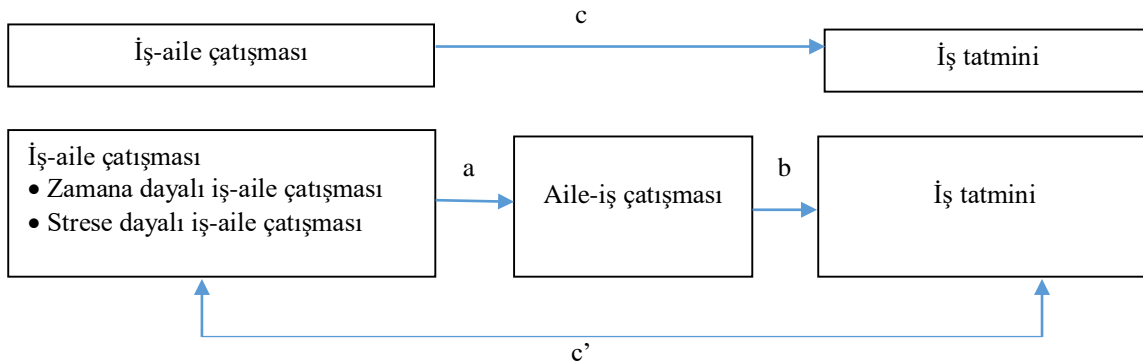 c
İş-aile çatışması
İş tatmini
İş-aile çatışması
• Zamana dayalı iş-aile çatışması
• Strese dayalı iş-aile çatışması
a
Aile-iş çatışması
b
İş tatmini
c’